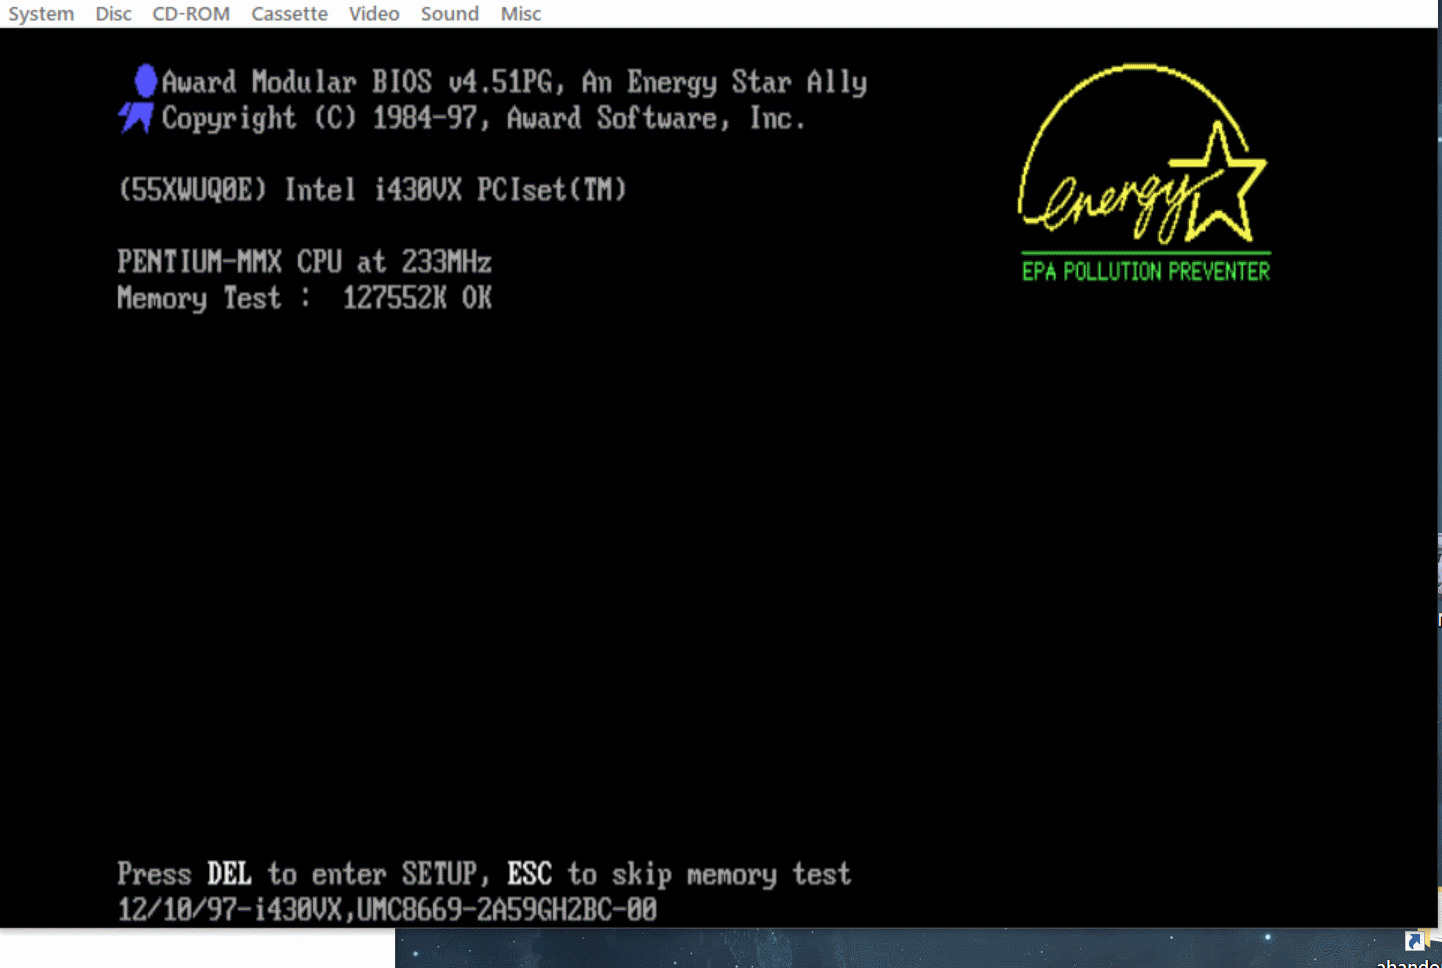 System Disc CD-ROM Cassette Video Sound Misc
Award Modular BIOS v4.51PG, An Energy Star Ally
Copyright (C) 1984-97, Award Software, Inc.
(55XWUQ0E) Intel i430VX PCIset(TM)
energy
EPA POLLUTION PREVENTER
PENTIUM-MMX CPU at 233MHz
Memory Test : 127552K OK
Press DEL to enter SETUP, ESC to skip memory test
12/10/97-i430VX,UMC8669-2A59GH2BC-00